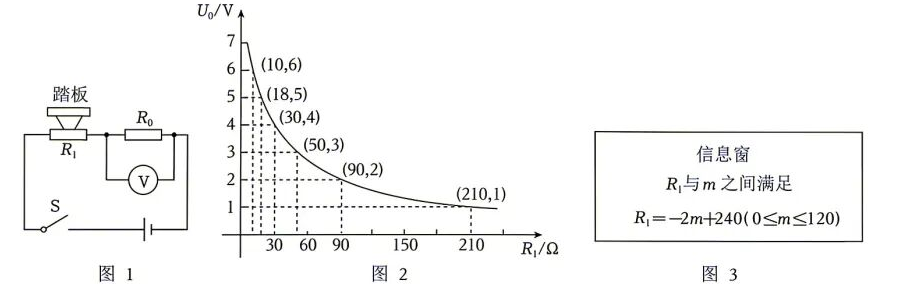 踏板
R₁
R₀
V
S
图 1
U₀/V
7
6
5
4
3
2
1
(10,6)
(18,5)
(30,4)
(50,3)
(90,2)
(210,1)
30 60 90 150 210
R₁/Ω
图 2
信息窗
R₁与m之间满足
R₁=−2m+240(0≤m≤120)
图 3